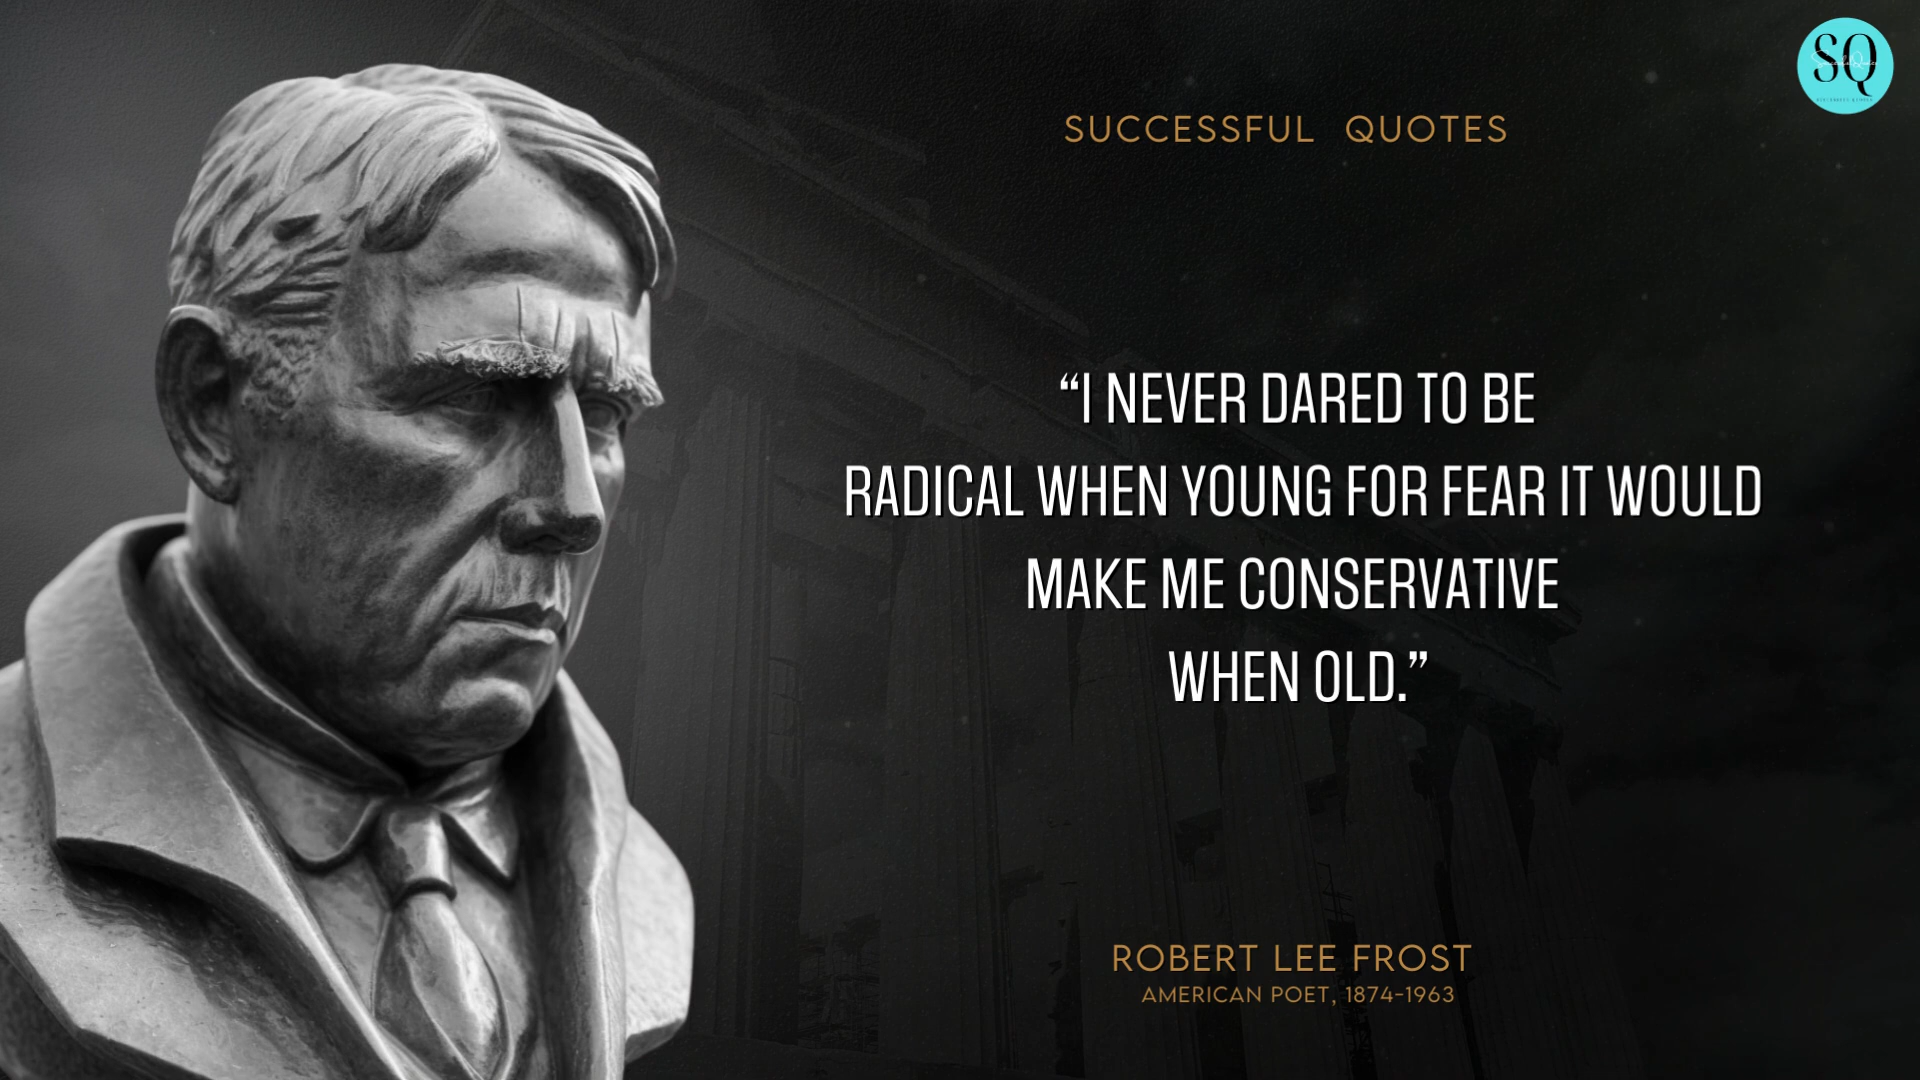 SQ
SUCCESSFUL QUOTES
“I NEVER DARED TO BE
RADICAL WHEN YOUNG FOR FEAR IT WOULD
MAKE ME CONSERVATIVE
WHEN OLD.”
ROBERT LEE FROST
AMERICAN POET, 1874-1963